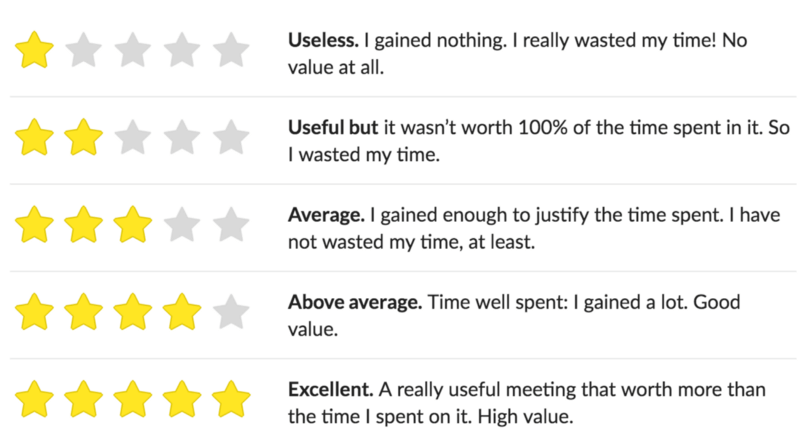 Useless. I gained nothing. I really wasted my time! No
value at all.
Useful but it wasn’t worth 100% of the time spent in it. So
I wasted my time.
Average. I gained enough to justify the time spent. I have
not wasted my time, at least.
Above average. Time well spent: I gained a lot. Good
value.
Excellent. A really useful meeting that worth more than
the time I spent on it. High value.